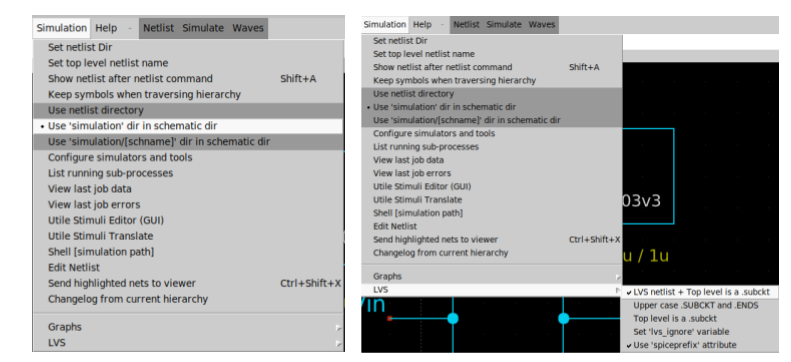 Simulation Help - Netlist Simulate Waves
Set netlist Dir
Set top level netlist name
Show netlist after netlist command Shift+A
Keep symbols when traversing hierarchy
Use netlist directory
• Use 'simulation' dir in schematic dir
Use 'simulation/[schname]' dir in schematic dir
Configure simulators and tools
List running sub-processes
View last job data
View last job errors
Utile Stimuli Editor (GUI)
Utile Stimuli Translate
Shell [simulation path]
Edit Netlist
Send highlighted nets to viewer Ctrl+Shift+X
Changelog from current hierarchy
Graphs
LVS
Simulation Help - Netlist Simulate Waves
Set netlist Dir
Set top level netlist name
Show netlist after netlist command Shift+A
Keep symbols when traversing hierarchy
Use netlist directory
• Use 'simulation' dir in schematic dir
Use 'simulation/[schname]' dir in schematic dir
Configure simulators and tools
List running sub-processes
View last job data
View last job errors
Utile Stimuli Editor (GUI)
Utile Stimuli Translate
Shell [simulation path]
Edit Netlist
Send highlighted nets to viewer Ctrl+Shift+X
Changelog from current hierarchy
Graphs
LVS
✓ LVS netlist + Top level is a .subckt
Upper case .SUBCKT and .ENDS
Top level is a .subckt
Set 'lvs_ignore' variable
✓ Use 'spiceprefix' attribute
03v3
u / 1u
in